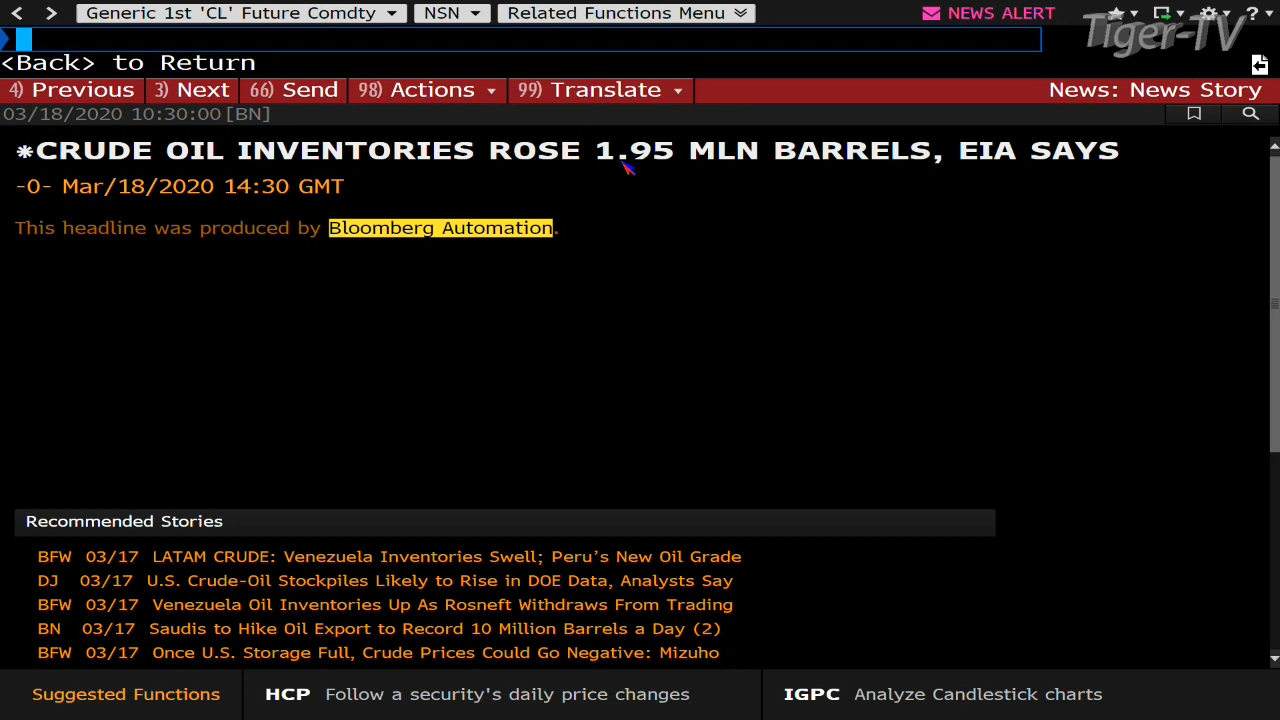 Generic 1st 'CL' Future Comdty NSN Related Functions Menu NEWS ALERT ?
Tiger-TV
<Back> to Return
4) Previous 3) Next 66) Send 98) Actions 99) Translate News: News Story
03/18/2020 10:30:00 [BN]
*CRUDE OIL INVENTORIES ROSE 1.95 MLN BARRELS, EIA SAYS
-0- Mar/18/2020 14:30 GMT
This headline was produced by Bloomberg Automation.
Recommended Stories
BFW 03/17 LATAM CRUDE: Venezuela Inventories Swell; Peru's New Oil Grade
DJ 03/17 U.S. Crude-Oil Stockpiles Likely to Rise in DOE Data, Analysts Say
BFW 03/17 Venezuela Oil Inventories Up As Rosneft Withdraws From Trading
BN 03/17 Saudis to Hike Oil Export to Record 10 Million Barrels a Day (2)
BFW 03/17 Once U.S. Storage Full, Crude Prices Could Go Negative: Mizuho
Suggested Functions HCP Follow a security's daily price changes IGPC Analyze Candlestick charts